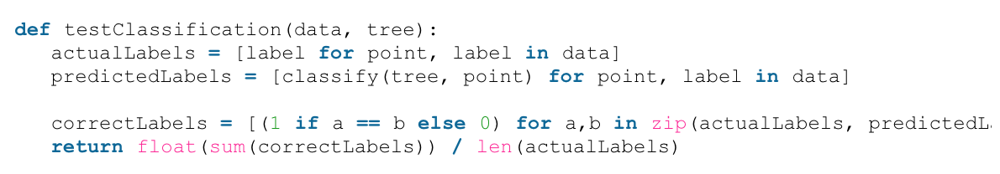 def testClassification(data, tree):
   actualLabels = [label for point, label in data]
   predictedLabels = [classify(tree, point) for point, label in data]

   correctLabels = [(1 if a == b else 0) for a,b in zip(actualLabels, predictedL
   return float(sum(correctLabels)) / len(actualLabels)